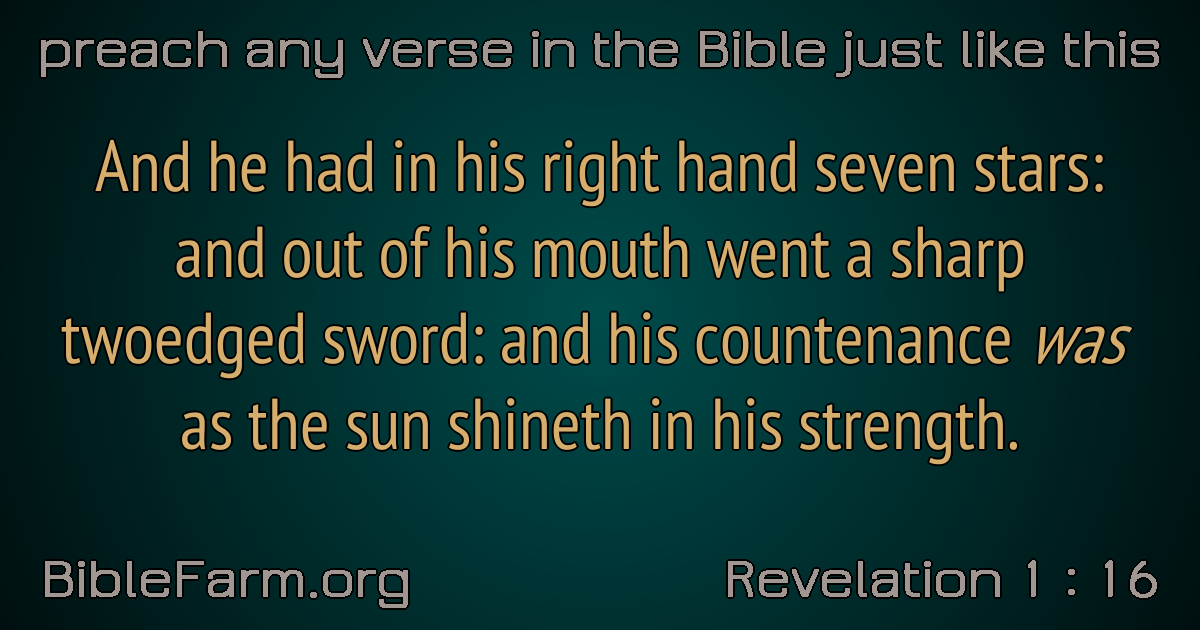 preach any verse in the Bible just like this
And he had in his right hand seven stars:
and out of his mouth went a sharp
twoedged sword: and his countenance was
as the sun shineth in his strength.
BibleFarm.org
Revelation 1 : 16